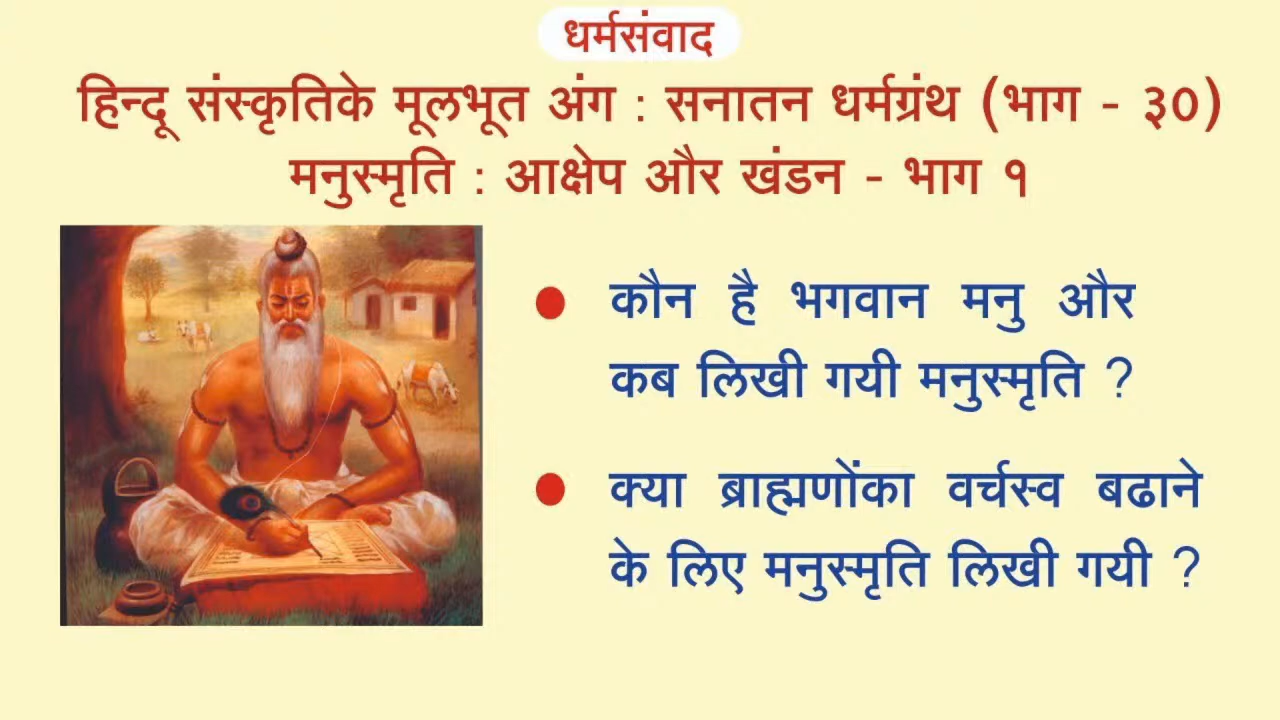 धर्मसंवाद
हिन्दू संस्कृतिके मूलभूत अंग : सनातन धर्मग्रंथ (भाग - ३०)
मनुस्मृति : आक्षेप और खंडन - भाग १
• कौन है भगवान मनु और
कब लिखी गयी मनुस्मृति ?
• क्या ब्राह्मणोंका वर्चस्व बढाने
के लिए मनुस्मृति लिखी गयी ?